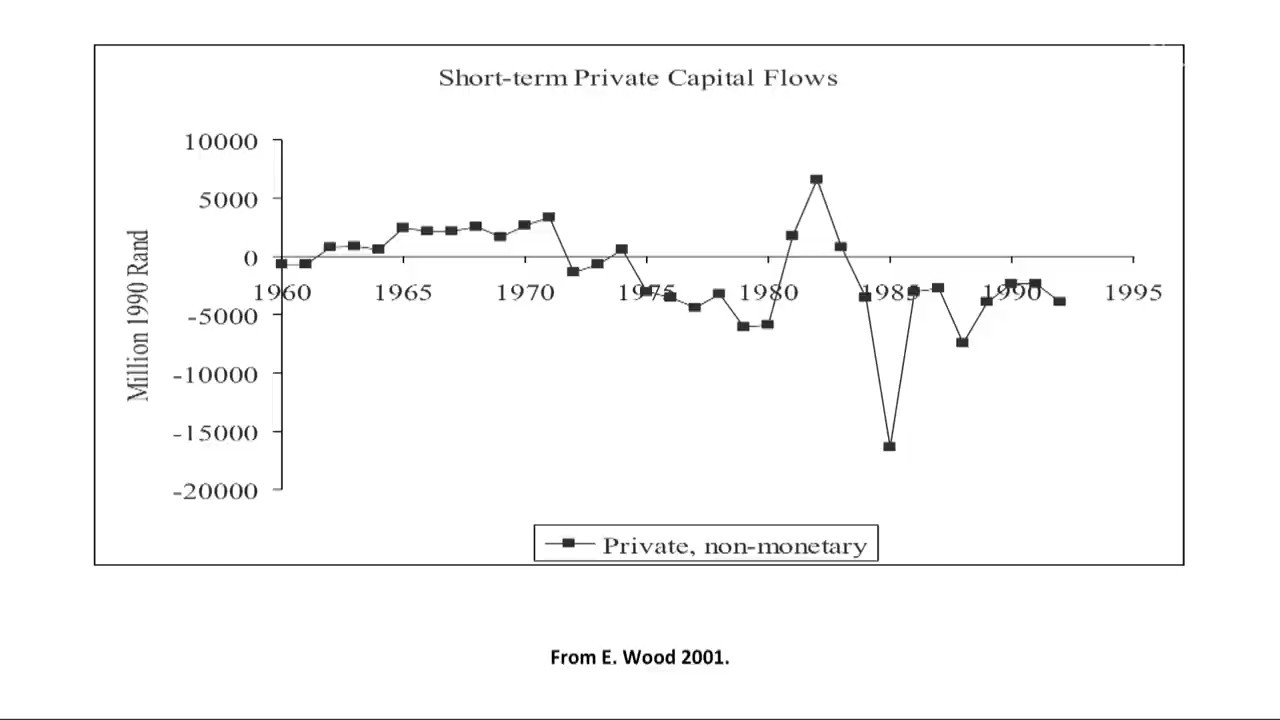 Short-term Private Capital Flows
10000
5000
0
-5000
-10000
-15000
-20000
Million 1990 Rand
1960 1965 1970 1975 1980 1985 1990 1995
Private, non-monetary
From E. Wood 2001.